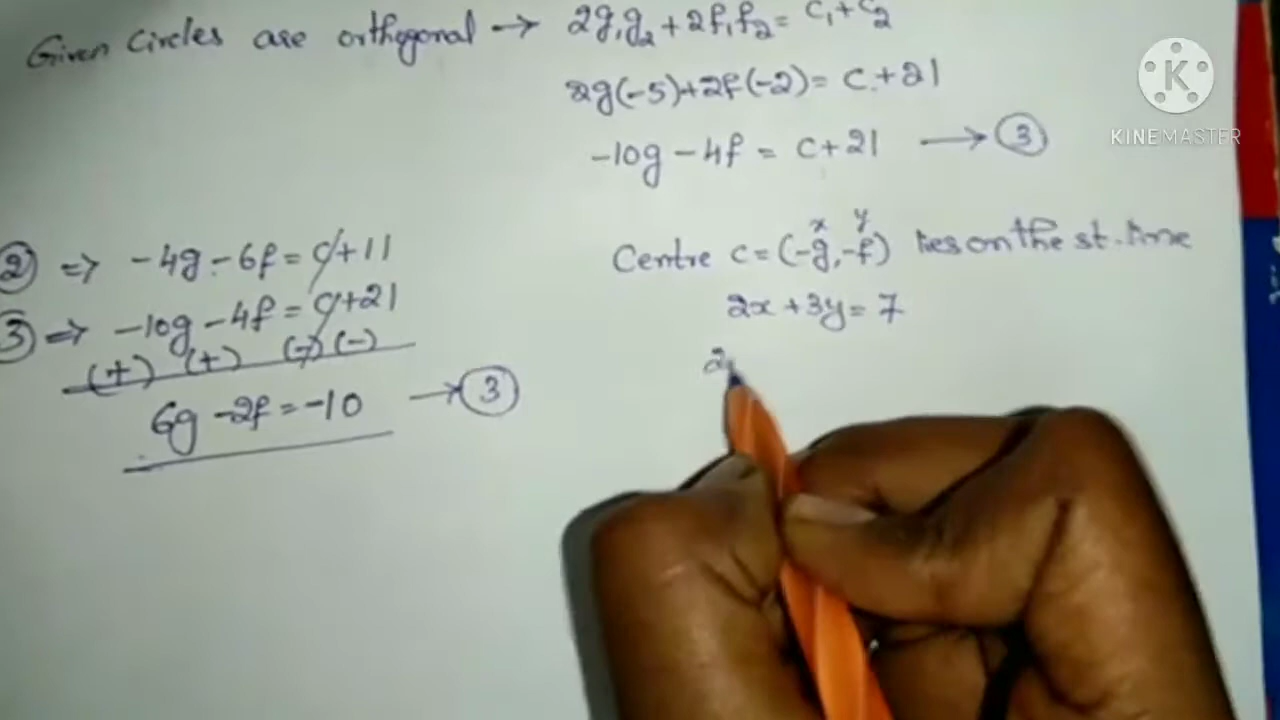 Given Circles are orthogonal → 2g₁g₂ + 2f₁f₂ = c₁ + c₂
2g(-5)+2f(-2) = c + 21
-10g - 4f = c + 21 → ③
K
KINEMASTER
② ⇒ -4g - 6f = c + 11
③ ⇒ -10g - 4f = c + 21
(+) (+) (-) (-)
6g - 2f = -10 → ③
x y
Centre c = (-g, -f) lies on the st. line
2x + 3y = 7
2